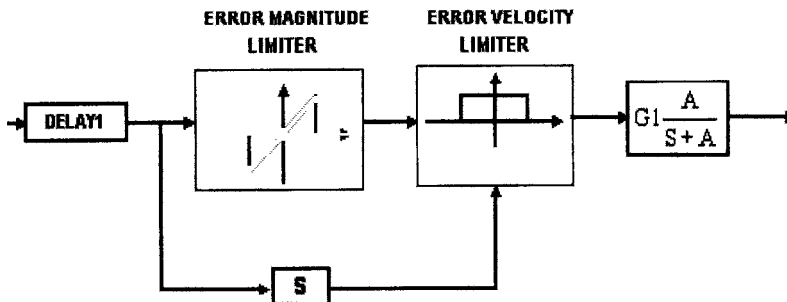 ERROR MAGNITUDE
LIMITER
ERROR VELOCITY
LIMITER
DELAY1
G1 A
S + A
S